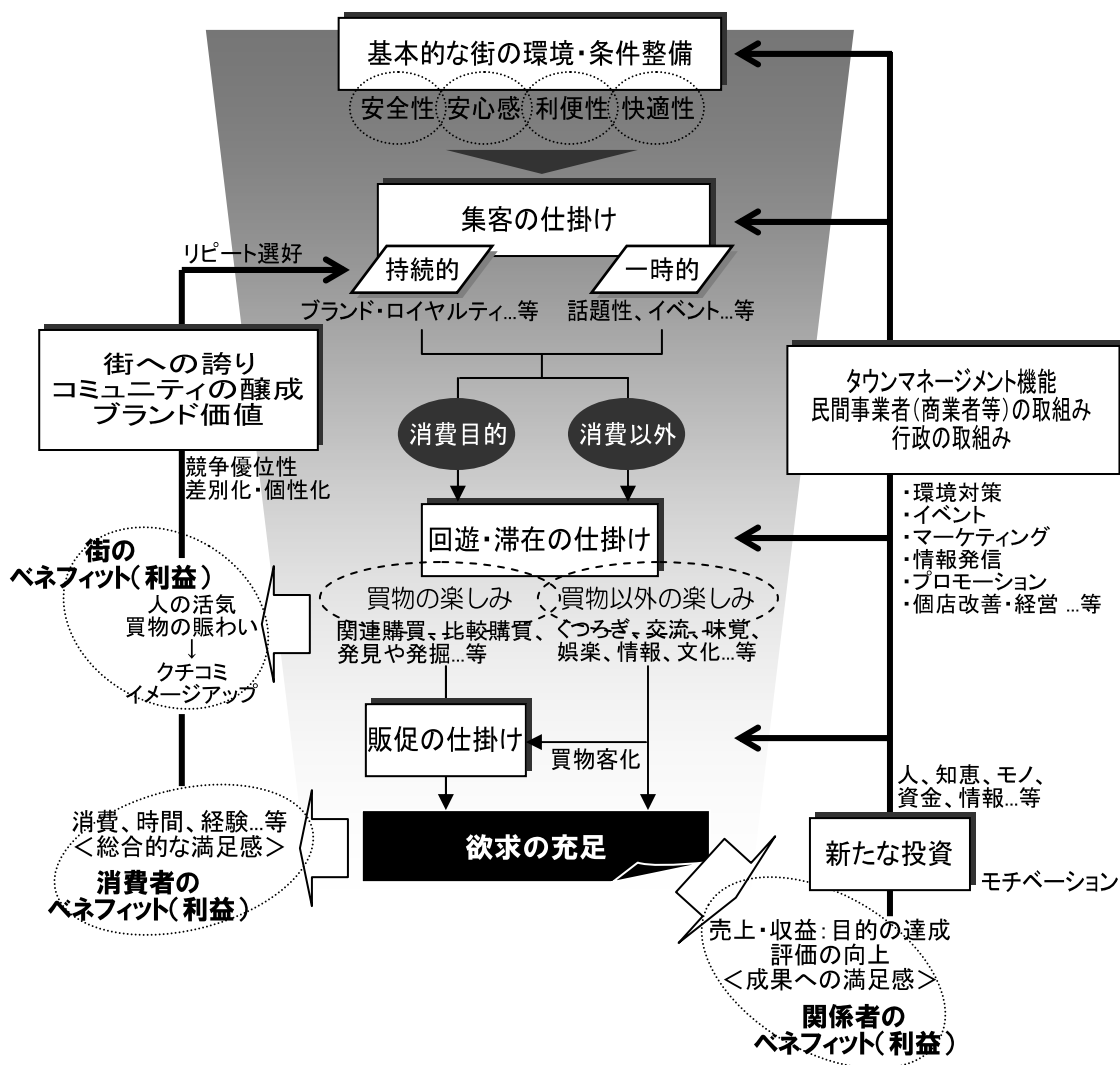 基本的な街の環境・条件整備
安全性 安心感 利便性 快適性
集客の仕掛け
リピート選好
持続的
一時的
ブランド・ロイヤルティ…等
話題性、イベント…等
街への誇り
コミュニティの醸成
ブランド価値
タウンマネージメント機能
民間事業者(商業者等)の取組み
行政の取組み
消費目的
消費以外
競争優位性
差別化・個性化
・環境対策
・イベント
・マーケティング
・情報発信
・プロモーション
・個店改善・経営 …等
回遊・滞在の仕掛け
街の
ベネフィット(利益)
人の活気
買物の賑わい
↓
クチコミ
イメージアップ
買物の楽しみ
関連購買、比較購買、
発見や発掘…等
買物以外の楽しみ
くつろぎ、交流、味覚、
娯楽、情報、文化…等
販促の仕掛け
買物客化
人、知恵、モノ、
資金、情報…等
消費、時間、経験…等
<総合的な満足感>
消費者の
ベネフィット(利益)
欲求の充足
新たな投資
モチベーション
売上・収益:目的の達成
評価の向上
<成果への満足感>
関係者の
ベネフィット(利益)